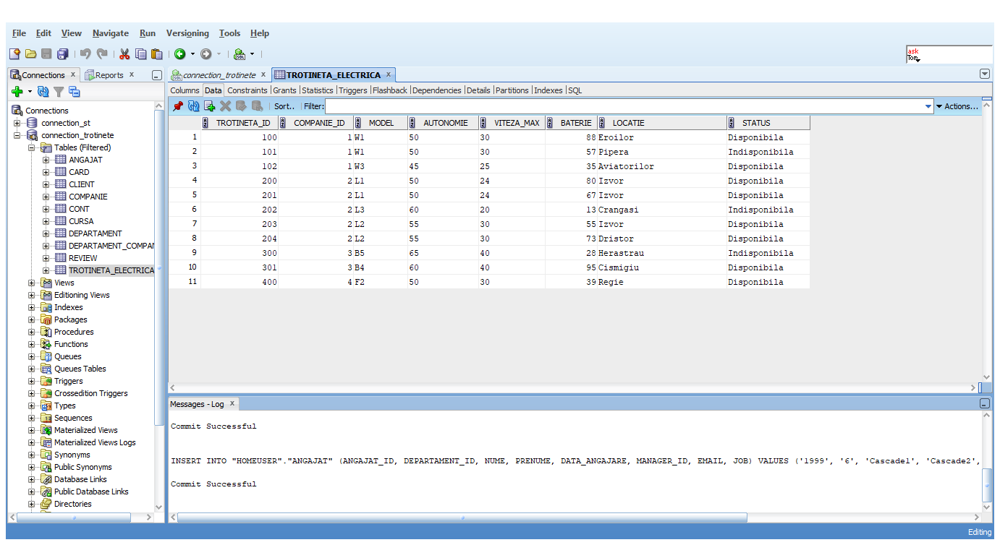 File Edit View Navigate Run Versioning Tools Help
ask
Tom
Connections x Reports x
connection_trotinete x TROTINETA_ELECTRICA x
Columns Data Constraints Grants Statistics Triggers Flashback Dependencies Details Partitions Indexes SQL
Sort.. Filter: Actions...
Connections
connection_st
connection_trotinete
Tables (Filtered)
ANGAJAT
CARD
CLIENT
COMPANIE
CONT
CURSA
DEPARTAMENT
DEPARTAMENT_COMPAN
REVIEW
TROTINETA_ELECTRICA
Views
Editioning Views
Indexes
Packages
Procedures
Functions
Queues
Queues Tables
Triggers
Crossedition Triggers
Types
Sequences
Materialized Views
Materialized Views Logs
Synonyms
Public Synonyms
Database Links
Public Database Links
Directories
TROTINETA_ID COMPANIE_ID MODEL AUTONOMIE VITEZA_MAX BATERIE LOCATIE STATUS
1 100 1 W1 50 30 88 Eroilor Disponibila
2 101 1 W1 50 30 57 Pipera Indisponibila
3 102 1 W3 45 25 35 Aviatorilor Disponibila
4 200 2 L1 50 24 80 Izvor Disponibila
5 201 2 L1 50 24 67 Izvor Disponibila
6 202 2 L3 60 20 13 Crangasi Indisponibila
7 203 2 L2 55 30 55 Izvor Disponibila
8 204 2 L2 55 30 73 Dristor Disponibila
9 300 3 B5 65 40 28 Herastrau Indisponibila
10 301 3 B4 60 40 95 Cismigiu Disponibila
11 400 4 F2 50 30 39 Regie Disponibila
Messages - Log x
Commit Successful
INSERT INTO "HOMEUSER"."ANGAJAT" (ANGAJAT_ID, DEPARTAMENT_ID, NUME, PRENUME, DATA_ANGAJARE, MANAGER_ID, EMAIL, JOB) VALUES ('1999', '6', 'Cascade1', 'Cascade2',
Commit Successful
Editing